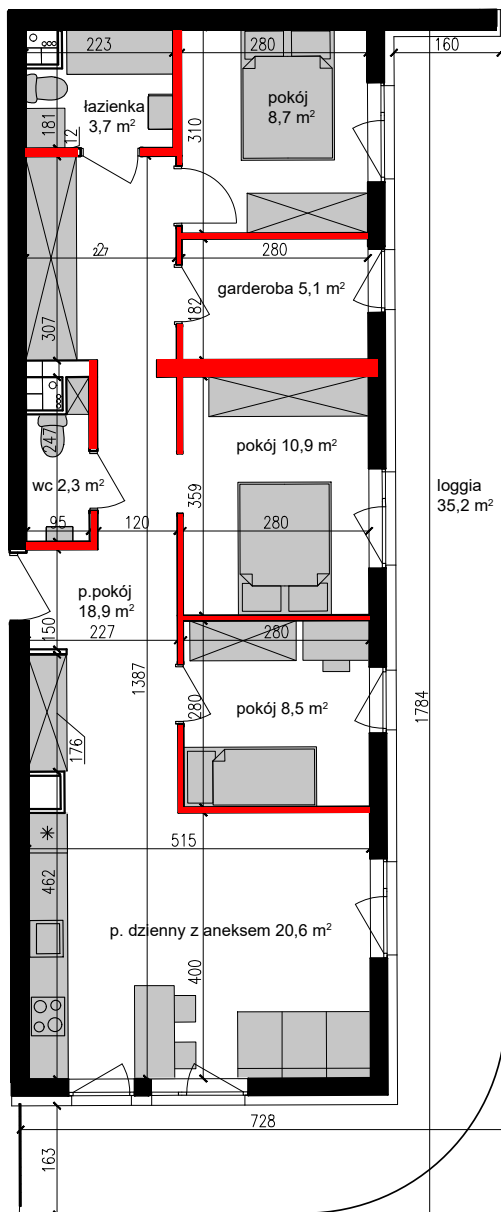 223
280
160
łazienka
3,7 m²
pokój
8,7 m²
181
12
310
2
27
280
garderoba 5,1 m²
182
307
247
pokój 10,9 m²
wc 2,3 m²
359
loggia
35,2 m²
95
120
280
p.pokój
18,9 m²
150
227
280
1387
280
pokój 8,5 m²
1784
176
515
462
p. dzienny z aneksem 20,6 m²
400
728
163